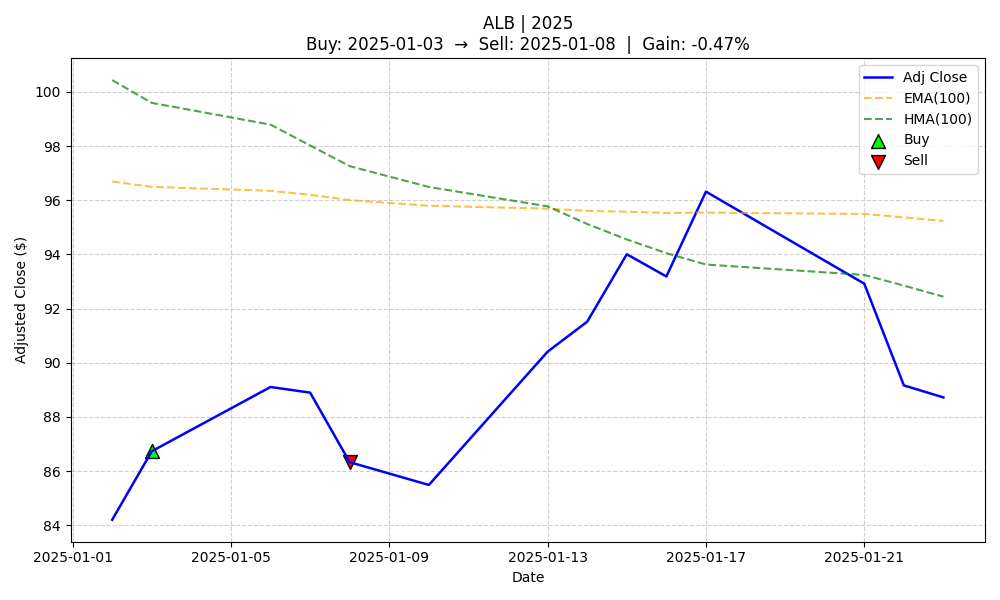 ALB | 2025
Buy: 2025-01-03 → Sell: 2025-01-08 | Gain: -0.47%
Adj Close
EMA(100)
HMA(100)
Buy
Sell
Adjusted Close ($)
100
98
96
94
92
90
88
86
84
2025-01-01
2025-01-05
2025-01-09
2025-01-13
2025-01-17
2025-01-21
Date